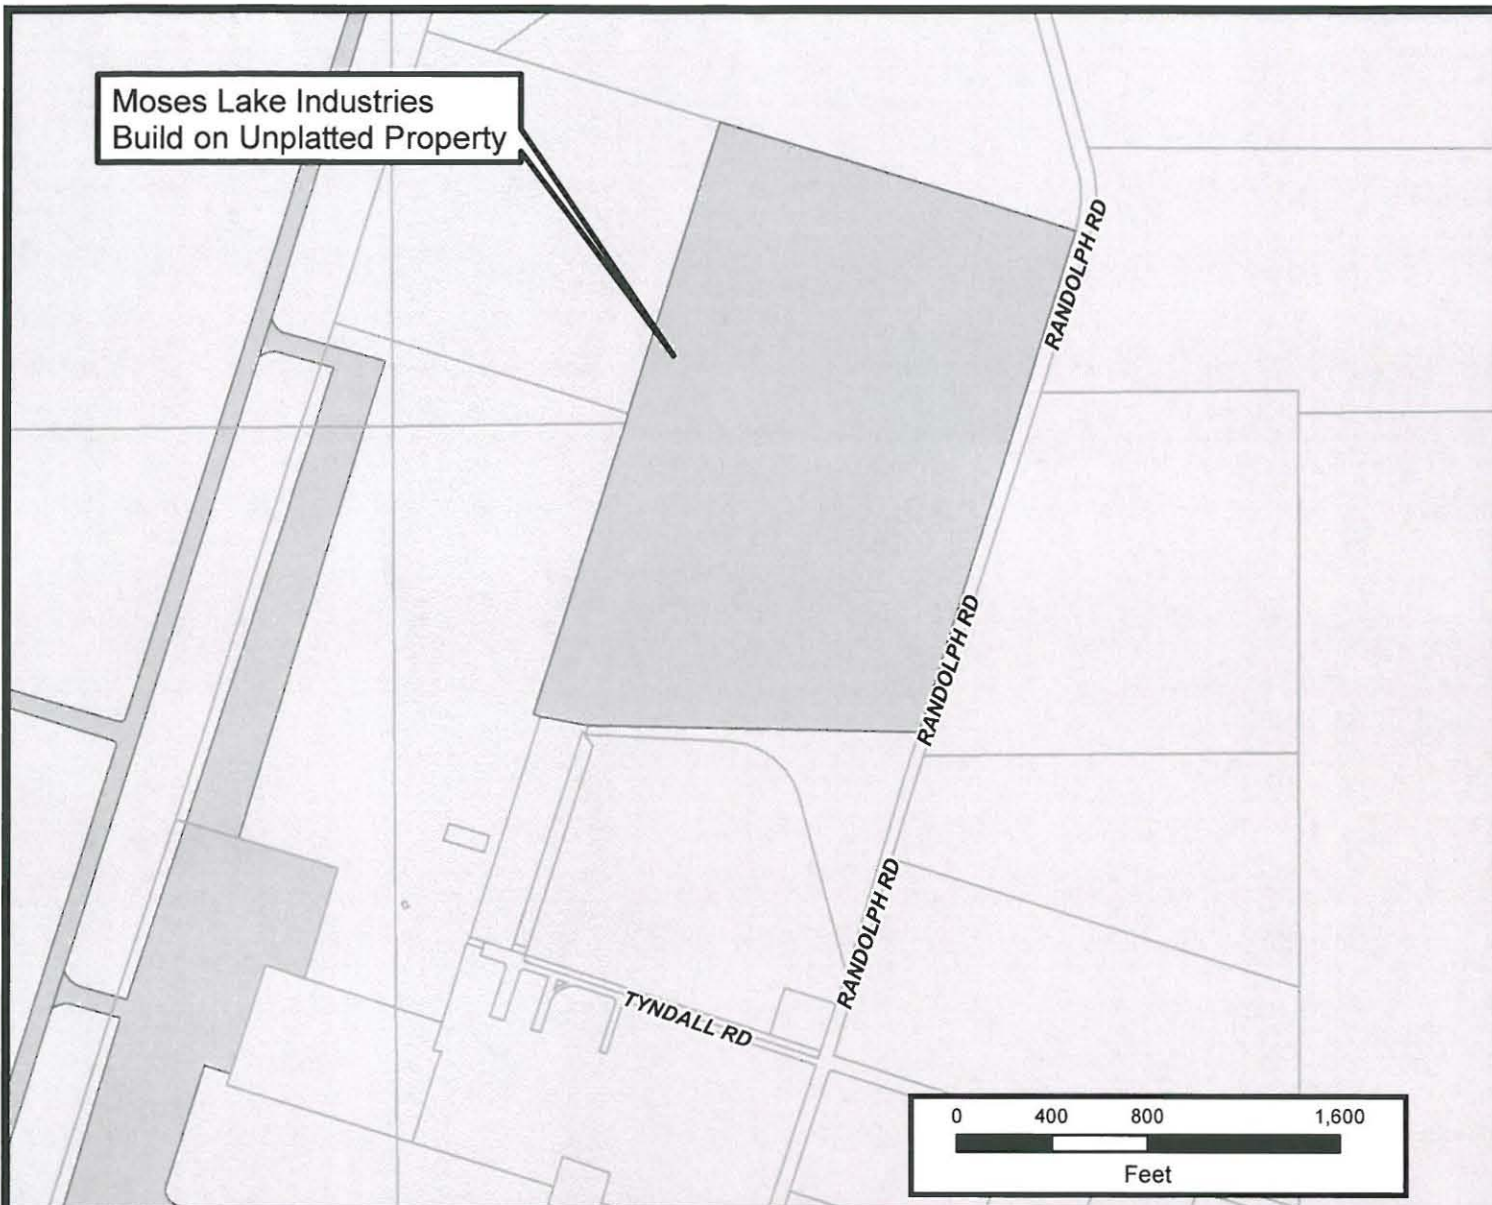 Moses Lake Industries
Build on Unplatted Property
RANDOLPH RD
RANDOLPH RD
RANDOLPH RD
TYNDALL RD
0 400 800 1,600
Feet